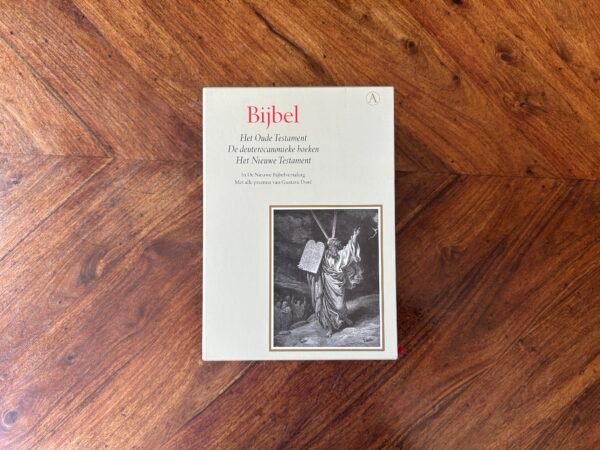 A
Bijbel
Het Oude Testament
De deuterocanonieke boeken
Het Nieuwe Testament
In De Nieuwe Bijbelvertaling
Met alle prenten van Gustave Doré